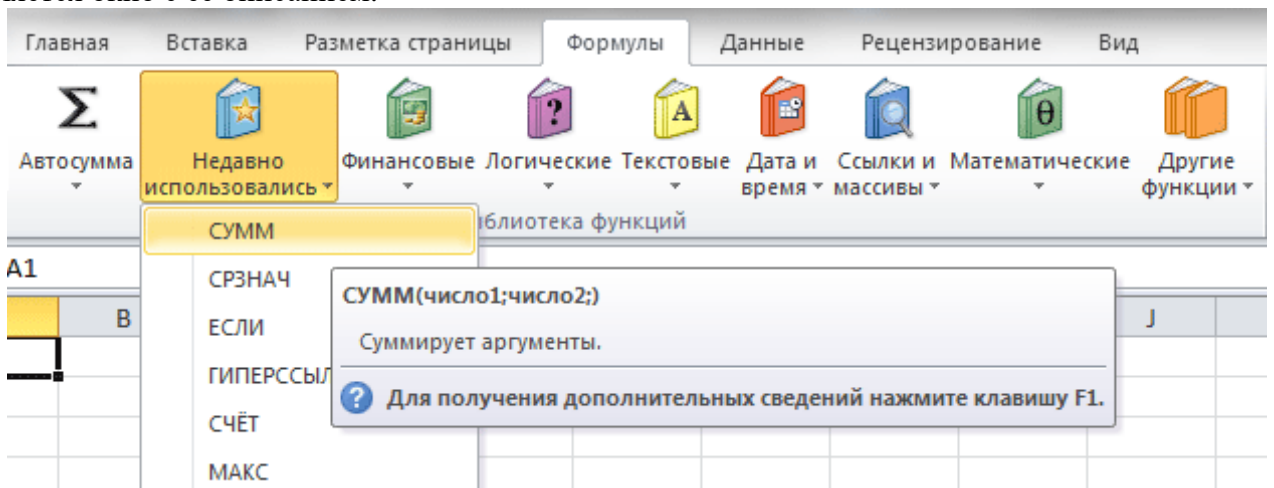 Главная Вставка Разметка страницы Формулы Данные Рецензирование Вид
Автосумма Недавно использовались Финансовые Логические Текстовые Дата и время Ссылки и массивы Математические Другие функции
иблиотека функций
СУММ
A1
СРЗНАЧ
СУММ(число1;число2;)
B
J
ЕСЛИ
Суммирует аргументы.
ГИПЕРССЫЛ
Для получения дополнительных сведений нажмите клавишу F1.
СЧЁТ
МАКС